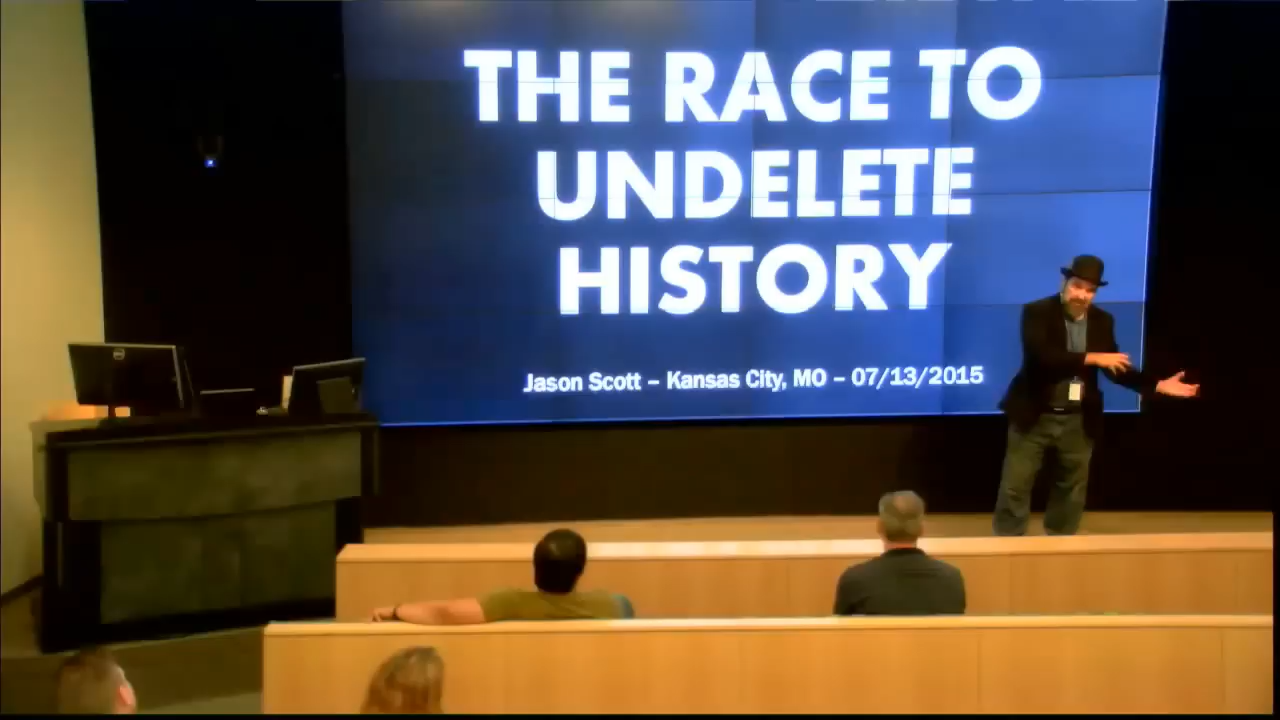 THE RACE TO
UNDELETE
HISTORY
Jason Scott – Kansas City, MO – 07/13/2015